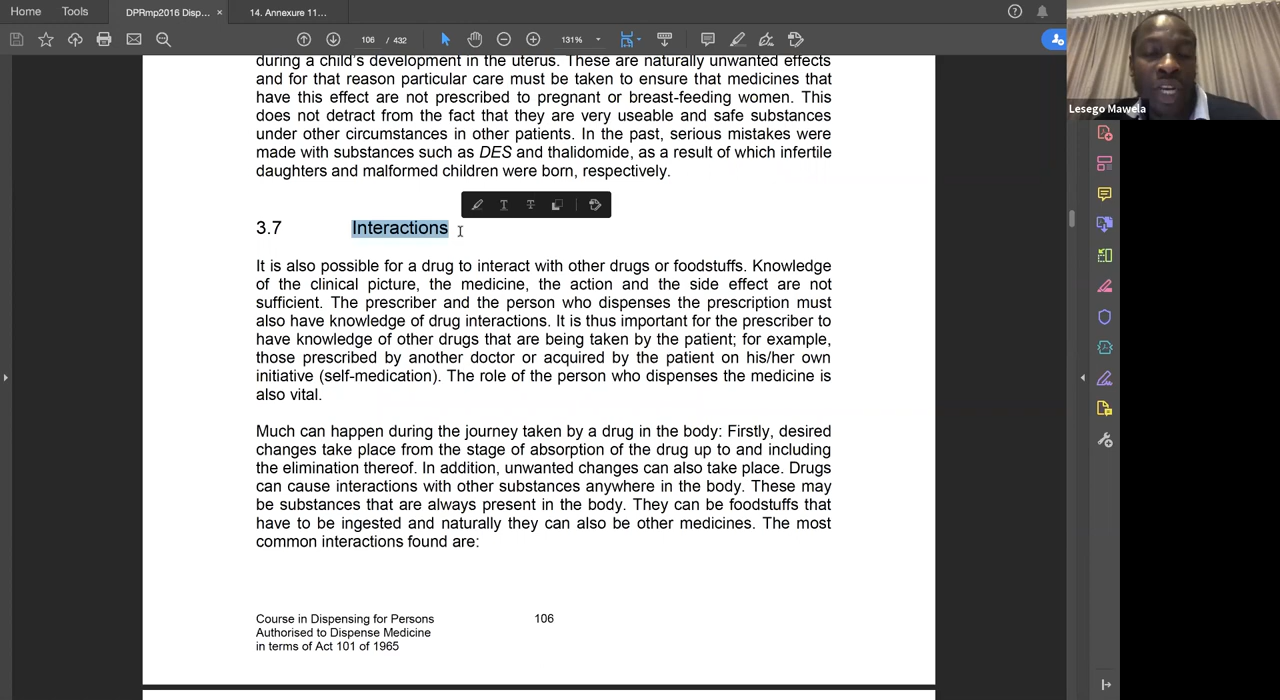 Home
Tools
DPRmp2016 Disp... ×
14. Annexure 11...
106 / 432
131%
Lesego Mawela
during a child's development in the uterus. These are naturally unwanted effects
and for that reason particular care must be taken to ensure that medicines that
have this effect are not prescribed to pregnant or breast-feeding women. This
does not detract from the fact that they are very useable and safe substances
under other circumstances in other patients. In the past, serious mistakes were
made with substances such as DES and thalidomide, as a result of which infertile
daughters and malformed children were born, respectively.
3.7 Interactions
It is also possible for a drug to interact with other drugs or foodstuffs. Knowledge
of the clinical picture, the medicine, the action and the side effect are not
sufficient. The prescriber and the person who dispenses the prescription must
also have knowledge of drug interactions. It is thus important for the prescriber to
have knowledge of other drugs that are being taken by the patient; for example,
those prescribed by another doctor or acquired by the patient on his/her own
initiative (self-medication). The role of the person who dispenses the medicine is
also vital.
Much can happen during the journey taken by a drug in the body: Firstly, desired
changes take place from the stage of absorption of the drug up to and including
the elimination thereof. In addition, unwanted changes can also take place. Drugs
can cause interactions with other substances anywhere in the body. These may
be substances that are always present in the body. They can be foodstuffs that
have to be ingested and naturally they can also be other medicines. The most
common interactions found are:
Course in Dispensing for Persons 106
Authorised to Dispense Medicine
in terms of Act 101 of 1965